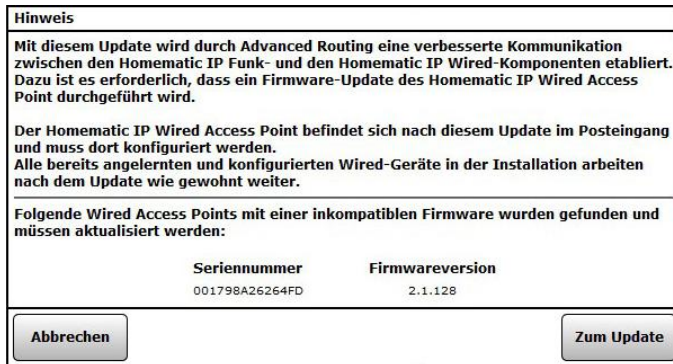 Hinweis
Mit diesem Update wird durch Advanced Routing eine verbesserte Kommunikation
zwischen den Homematic IP Funk- und den Homematic IP Wired-Komponenten etabliert.
Dazu ist es erforderlich, dass ein Firmware-Update des Homematic IP Wired Access
Point durchgeführt wird.
Der Homematic IP Wired Access Point befindet sich nach diesem Update im Posteingang
und muss dort konfiguriert werden.
Alle bereits angelernten und konfigurierten Wired-Geräte in der Installation arbeiten
nach dem Update wie gewohnt weiter.
Folgende Wired Access Points mit einer inkompatiblen Firmware wurden gefunden und
müssen aktualisiert werden:
Seriennummer Firmwareversion
001798A26264FD 2.1.128
Abbrechen Zum Update